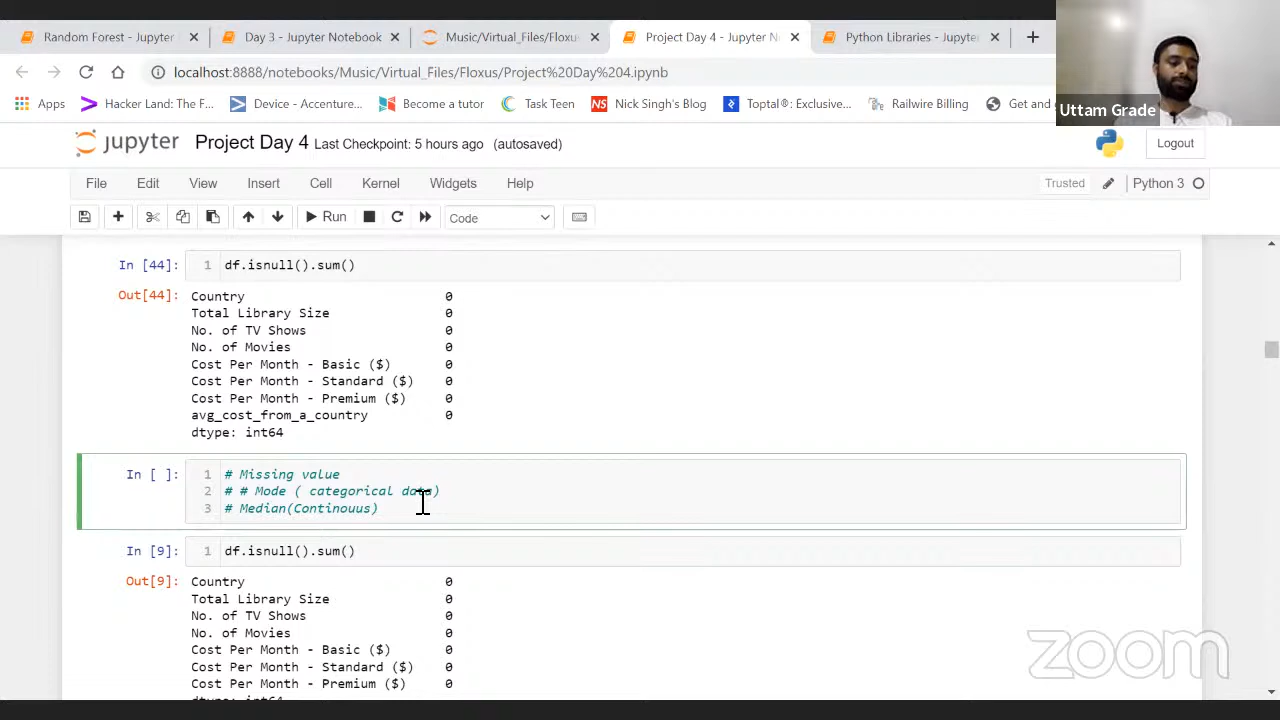 Random Forest - Jupyter
Day 3 - Jupyter Notebook
Music/Virtual_Files/Floxus
Project Day 4 - Jupyter N
Python Libraries - Jupyter
localhost:8888/notebooks/Music/Virtual_Files/Floxus/Project%20Day%204.ipynb
Apps
Hacker Land: The F...
Device - Accenture...
Become a Tutor
Task Teen
NS Nick Singh's Blog
Toptal®: Exclusive...
Railwire Billing
Get and
Uttam Grade
jupyter Project Day 4 Last Checkpoint: 5 hours ago (autosaved)
Logout
File Edit View Insert Cell Kernel Widgets Help
Trusted Python 3
Run Code
In [44]: 1 df.isnull().sum()
Out[44]: Country 0
Total Library Size 0
No. of TV Shows 0
No. of Movies 0
Cost Per Month - Basic ($) 0
Cost Per Month - Standard ($) 0
Cost Per Month - Premium ($) 0
avg_cost_from_a_country 0
dtype: int64
In [ ]: 1 # Missing value
2 # # Mode ( categorical data)
3 # Median(Continouus)
In [9]: 1 df.isnull().sum()
Out[9]: Country 0
Total Library Size 0
No. of TV Shows 0
No. of Movies 0
Cost Per Month - Basic ($) 0
Cost Per Month - Standard ($) 0
Cost Per Month - Premium ($) 0
dtype: int64
zoom